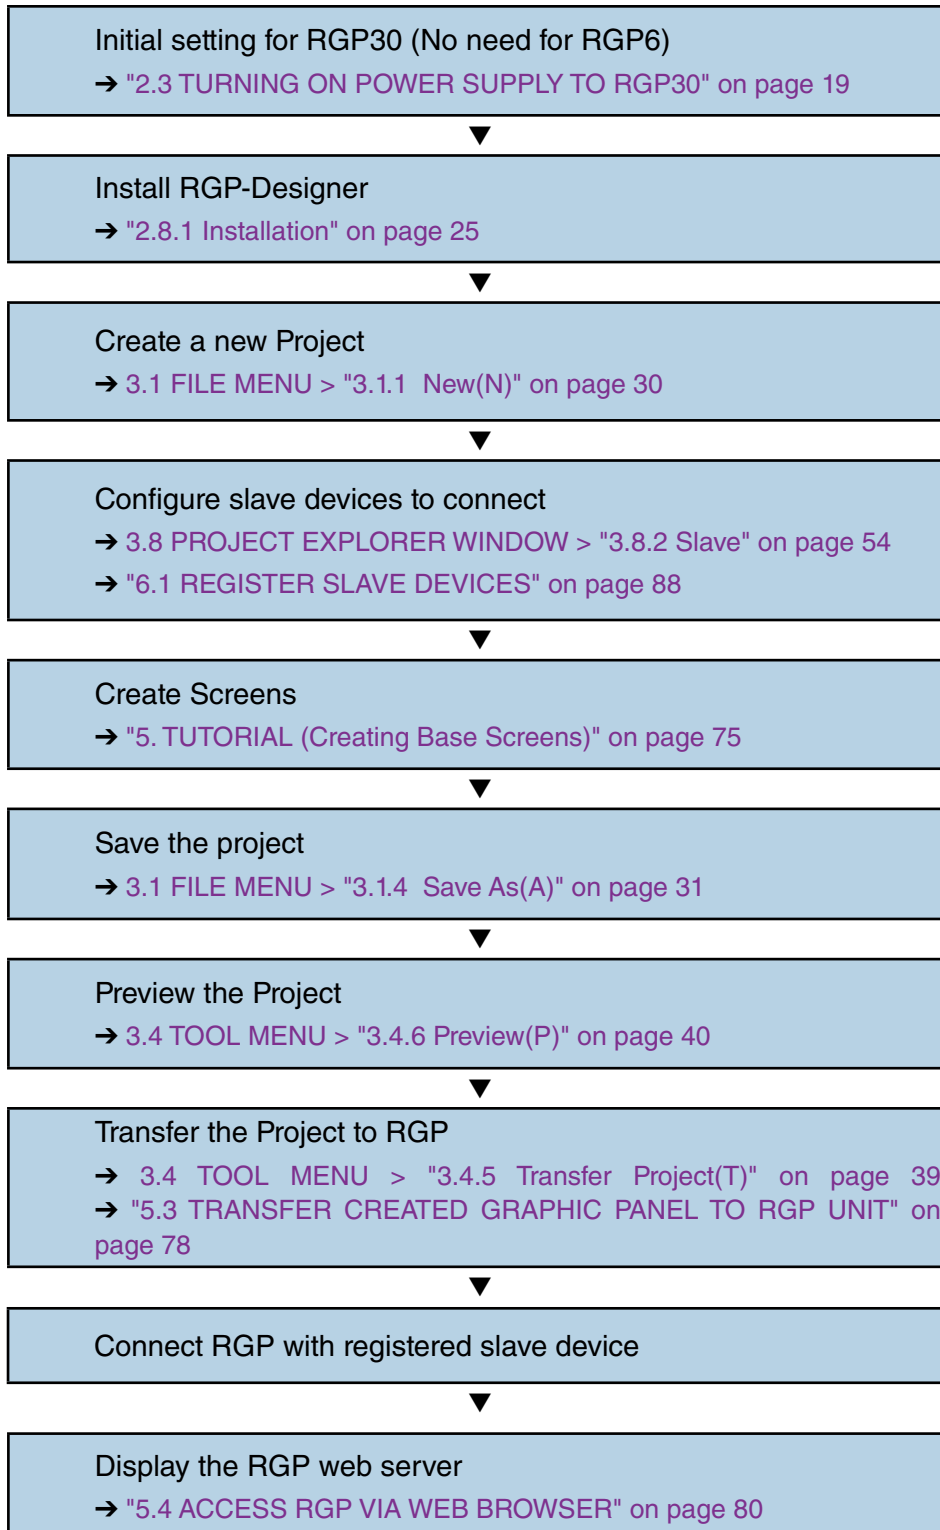 Initial setting for RGP30 (No need for RGP6)
➔ "2.3 TURNING ON POWER SUPPLY TO RGP30" on page 19
Install RGP-Designer
➔ "2.8.1 Installation" on page 25
Create a new Project
➔ 3.1 FILE MENU > "3.1.1 New(N)" on page 30
Configure slave devices to connect
➔ 3.8 PROJECT EXPLORER WINDOW > "3.8.2 Slave" on page 54
➔ "6.1 REGISTER SLAVE DEVICES" on page 88
Create Screens
➔ "5. TUTORIAL (Creating Base Screens)" on page 75
Save the project
➔ 3.1 FILE MENU > "3.1.4 Save As(A)" on page 31
Preview the Project
➔ 3.4 TOOL MENU > "3.4.6 Preview(P)" on page 40
Transfer the Project to RGP
➔ 3.4 TOOL MENU > "3.4.5 Transfer Project(T)" on page 39
➔ "5.3 TRANSFER CREATED GRAPHIC PANEL TO RGP UNIT" on
page 78
Connect RGP with registered slave device
Display the RGP web server
➔ "5.4 ACCESS RGP VIA WEB BROWSER" on page 80